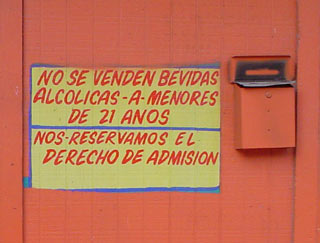 NO SE VENDEN BEVIDAS
ALCOLICAS-A-MENORES
DE 21 ANOS
NOS-RESERVAMOS EL
DERECHO DE ADMISION